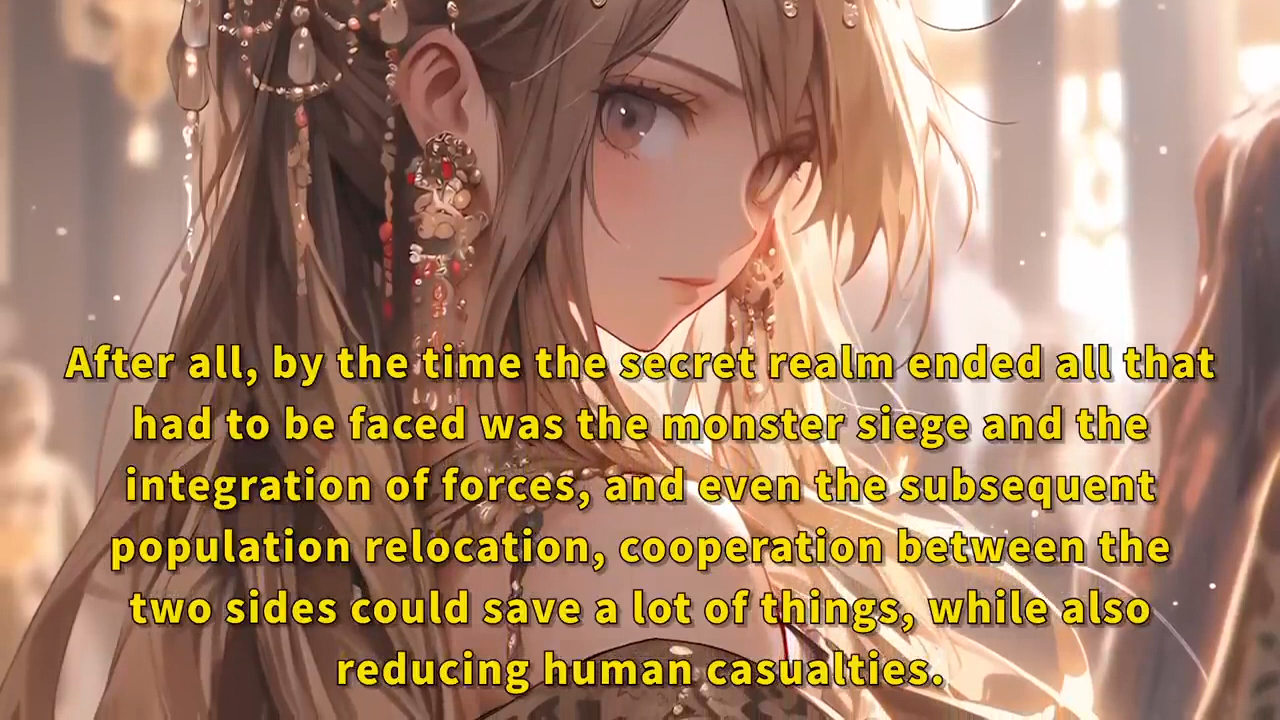 After all, by the time the secret realm ended all that
had to be faced was the monster siege and the
integration of forces, and even the subsequent
population relocation, cooperation between the
two sides could save a lot of things, while also
reducing human casualties.